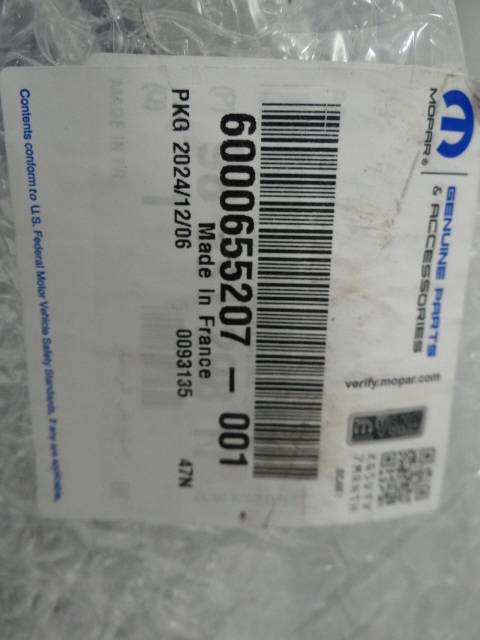 MOPAR®
GENUINE PARTS
& ACCESSORIES
verify.mopar.com
6000655207 - 001
Made In France
PKG 2024/12/06 0093135 47N
Contents conform to U.S. Federal Motor Vehicle Safety Standards, if any are applicable.